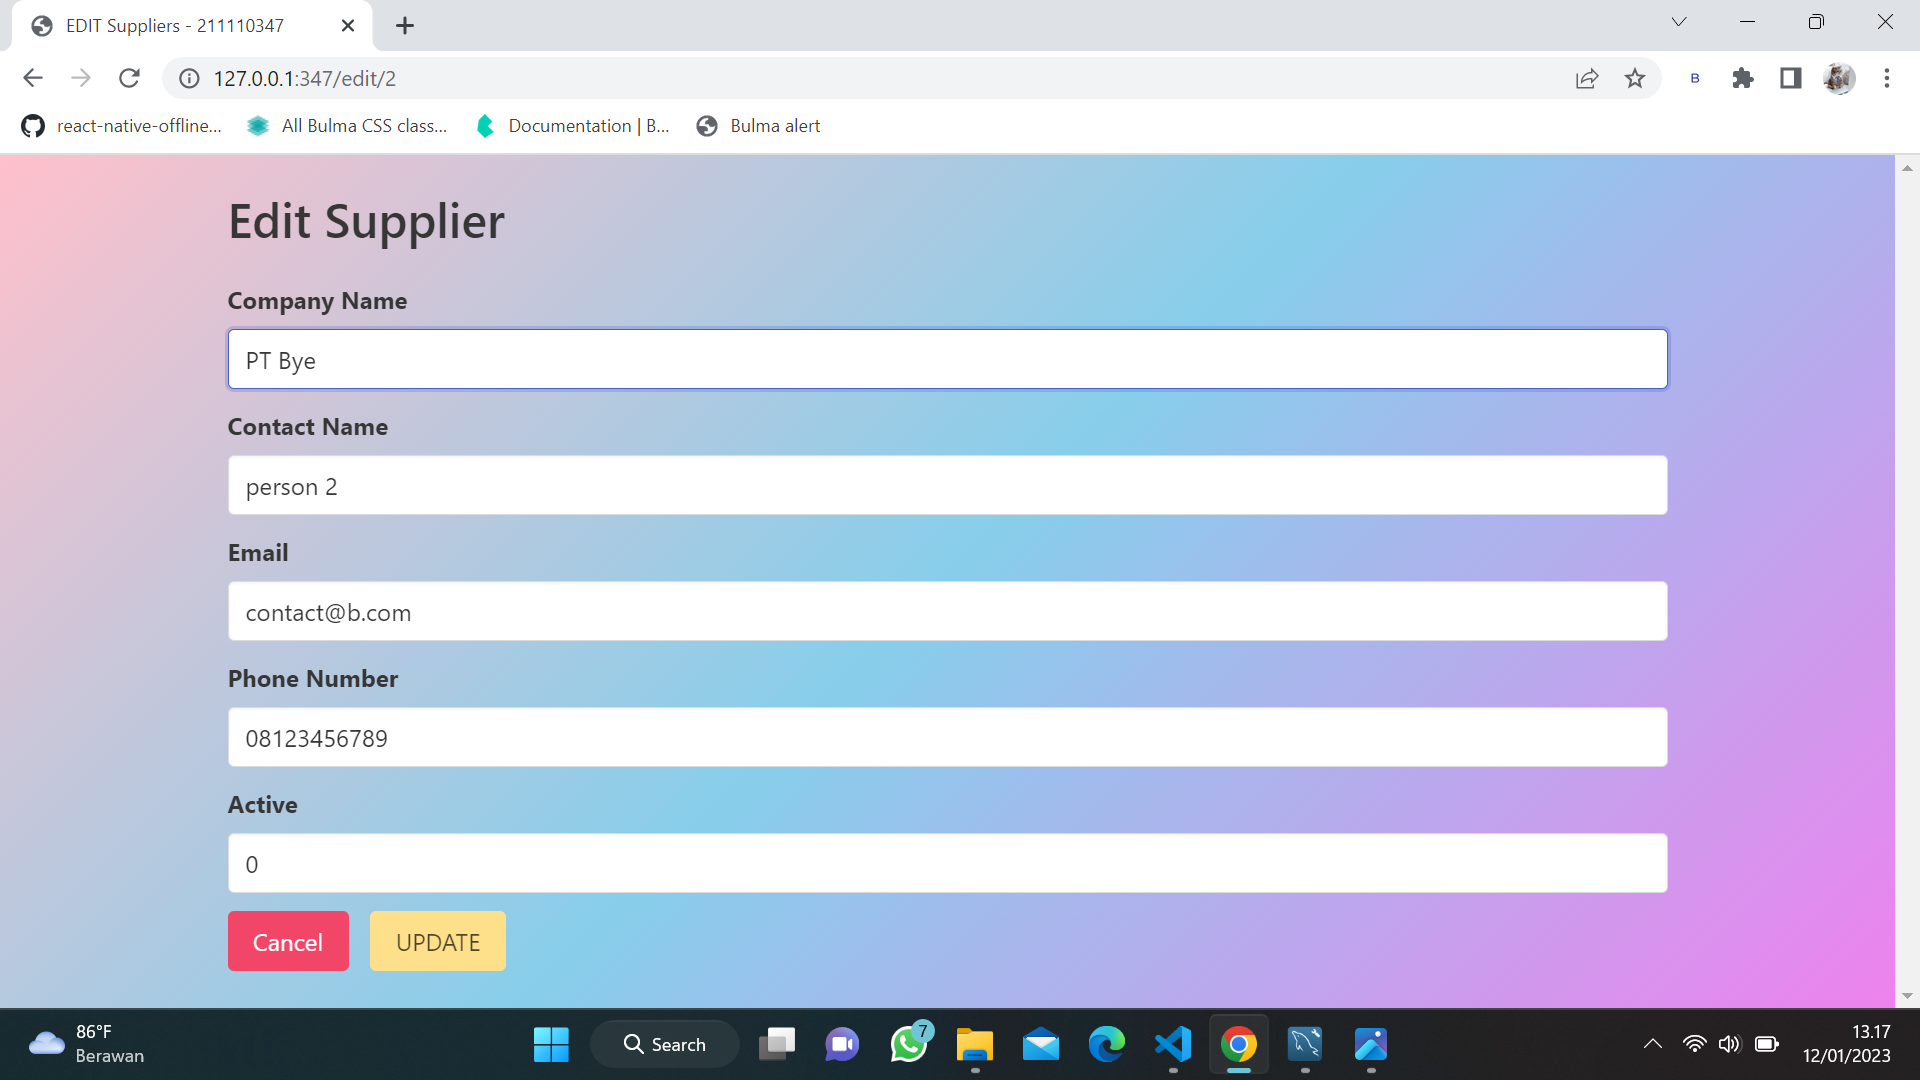 EDIT Suppliers - 211110347
127.0.0.1:347/edit/2
B
react-native-offline...
All Bulma CSS class...
Documentation | B...
Bulma alert
Edit Supplier
Company Name
PT Bye
Contact Name
person 2
Email
contact@b.com
Phone Number
08123456789
Active
0
Cancel UPDATE
86°F
Berawan
Search
7
13.17
12/01/2023